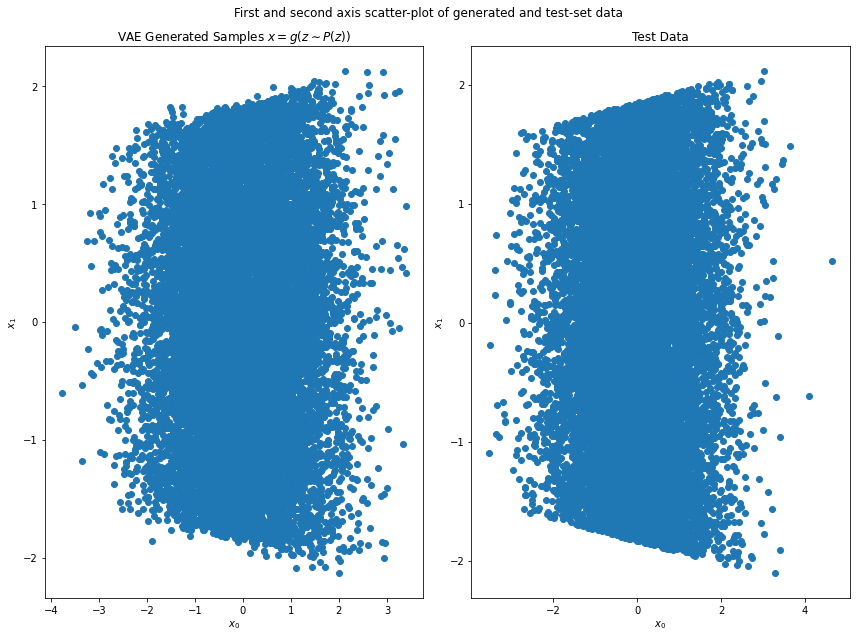 First and second axis scatter-plot of generated and test-set data
VAE Generated Samples x = g(z ∼ P(z))
Test Data
2
1
0
−1
−2
x₁
−4 −3 −2 −1 0 1 2 3
x₀
2
1
0
−1
−2
x₁
−2 0 2 4
x₀